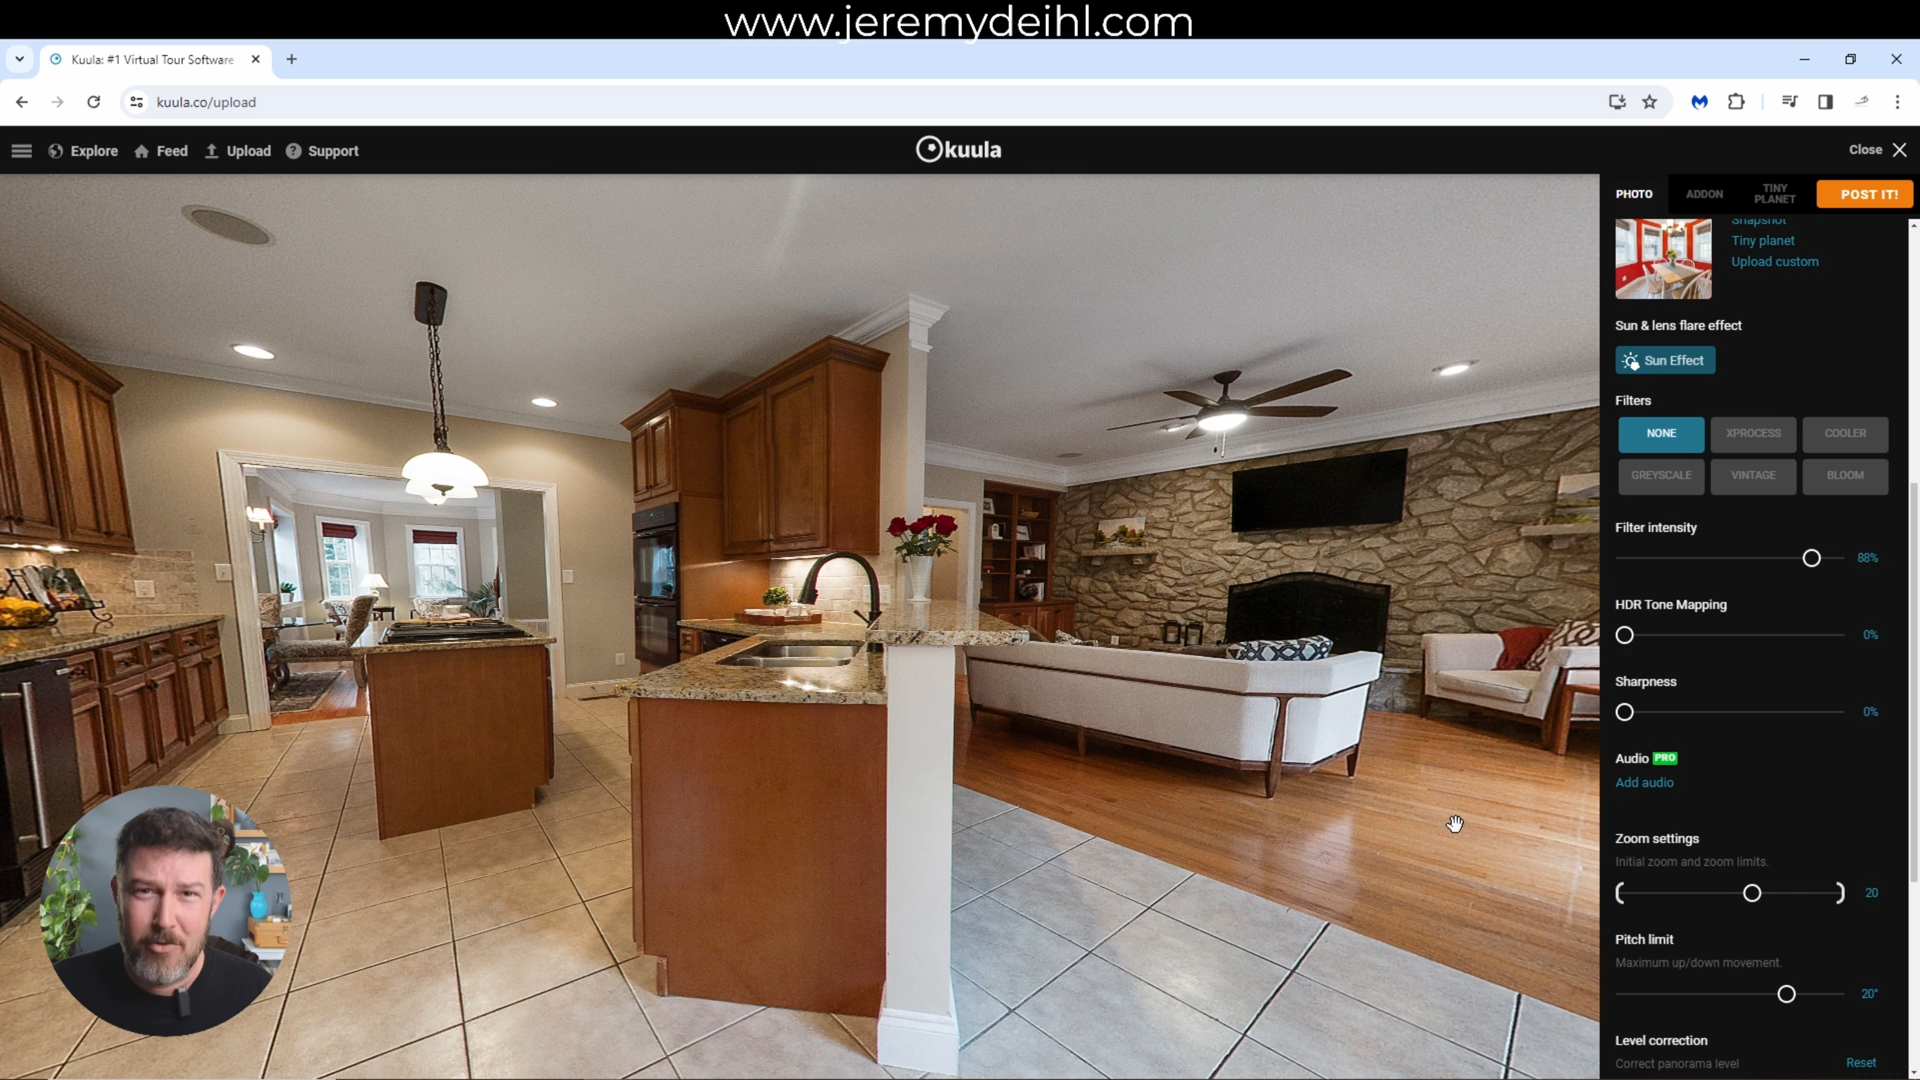 www.jeremydeihl.com
Kuula: #1 Virtual Tour Software
kuula.co/upload
Explore
Feed
Upload
Support
kuula
Close
PHOTO
ADDON
TINY
PLANET
POST IT!
Snapshot
Tiny planet
Upload custom
Sun & lens flare effect
Sun Effect
Filters
NONE
XPROCESS
COOLER
GREYSCALE
VINTAGE
BLOOM
Filter intensity
88%
HDR Tone Mapping
0%
Sharpness
0%
Audio PRO
Add audio
Zoom settings
Initial zoom and zoom limits.
20
Pitch limit
Maximum up/down movement.
20°
Level correction
Correct panorama level
Reset